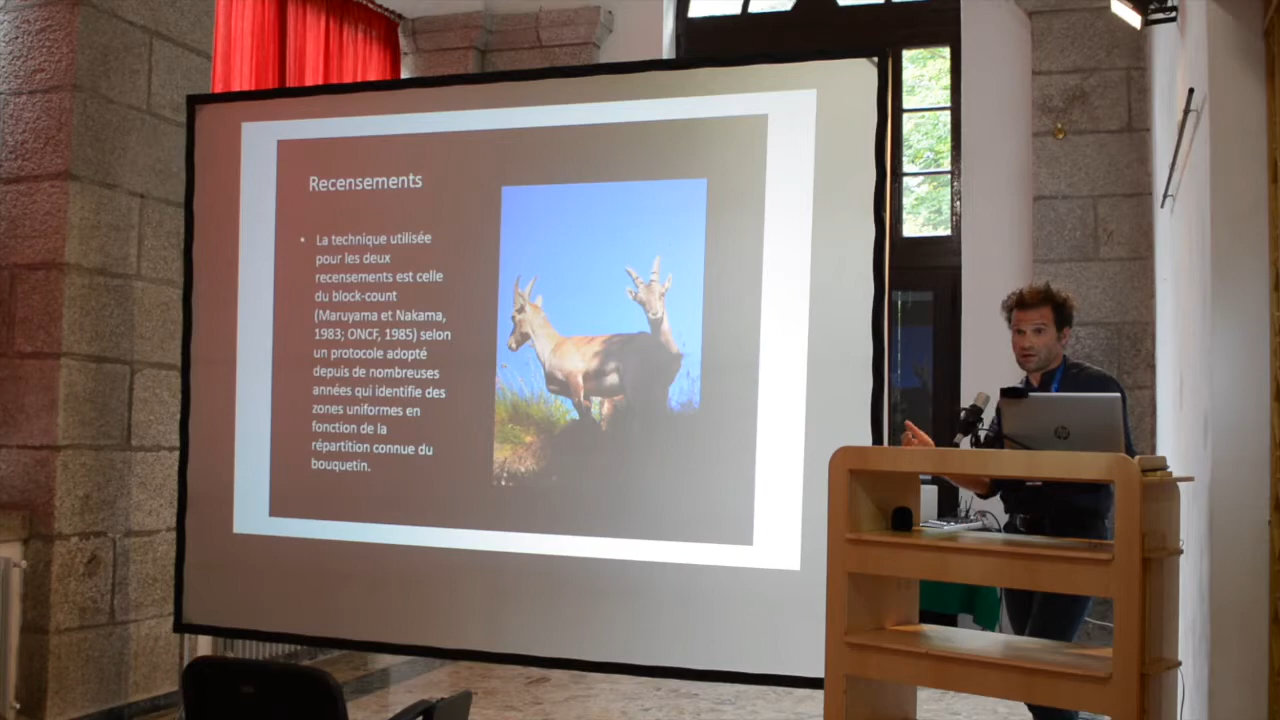 Recensements
• La technique utilisée
pour les deux
recensements est celle
du block-count
(Maruyama et Nakama,
1983; ONCF, 1985) selon
un protocole adopté
depuis de nombreuses
années qui identifie des
zones uniformes en
fonction de la
répartition connue du
bouquetin.
hp